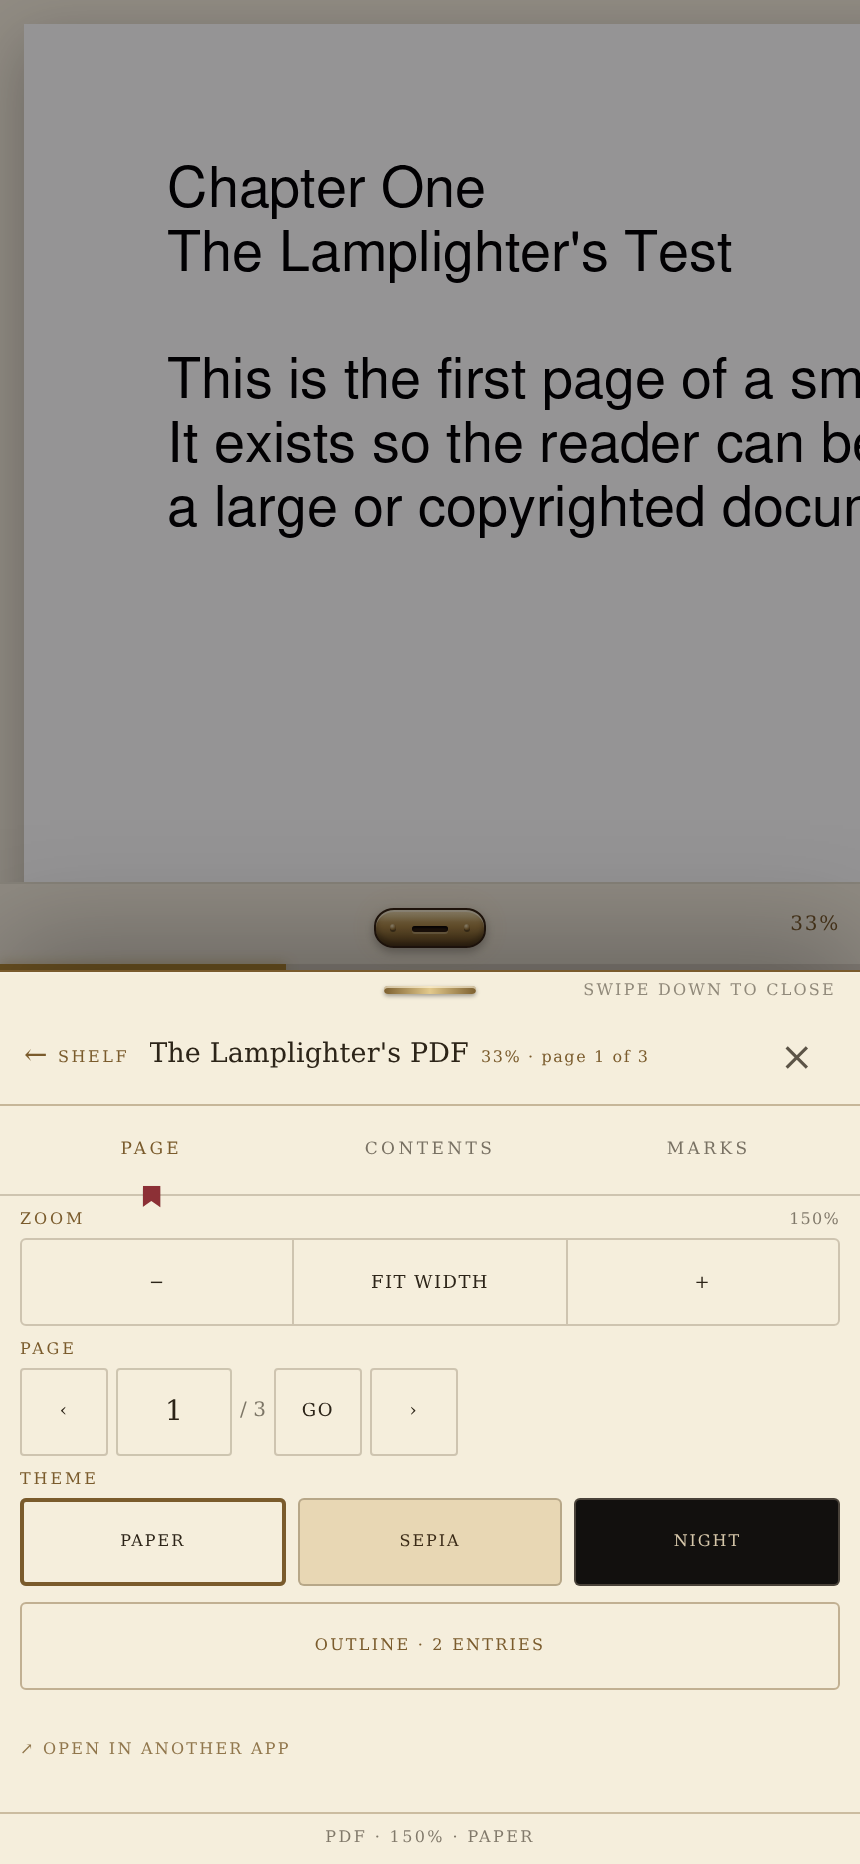 Chapter One
The Lamplighter's Test
This is the first page of a
It exists so the reader can
a large or copyrighted
33%
SWIPE DOWN TO CLOSE
← SHELF The Lamplighter's PDF 33% · page 1 of 3 ×
PAGE CONTENTS MARKS
ZOOM 150%
− FIT WIDTH +
PAGE
‹ 1 / 3 GO ›
THEME
PAPER SEPIA NIGHT
OUTLINE · 2 ENTRIES
↗ OPEN IN ANOTHER APP
PDF · 150% · PAPER